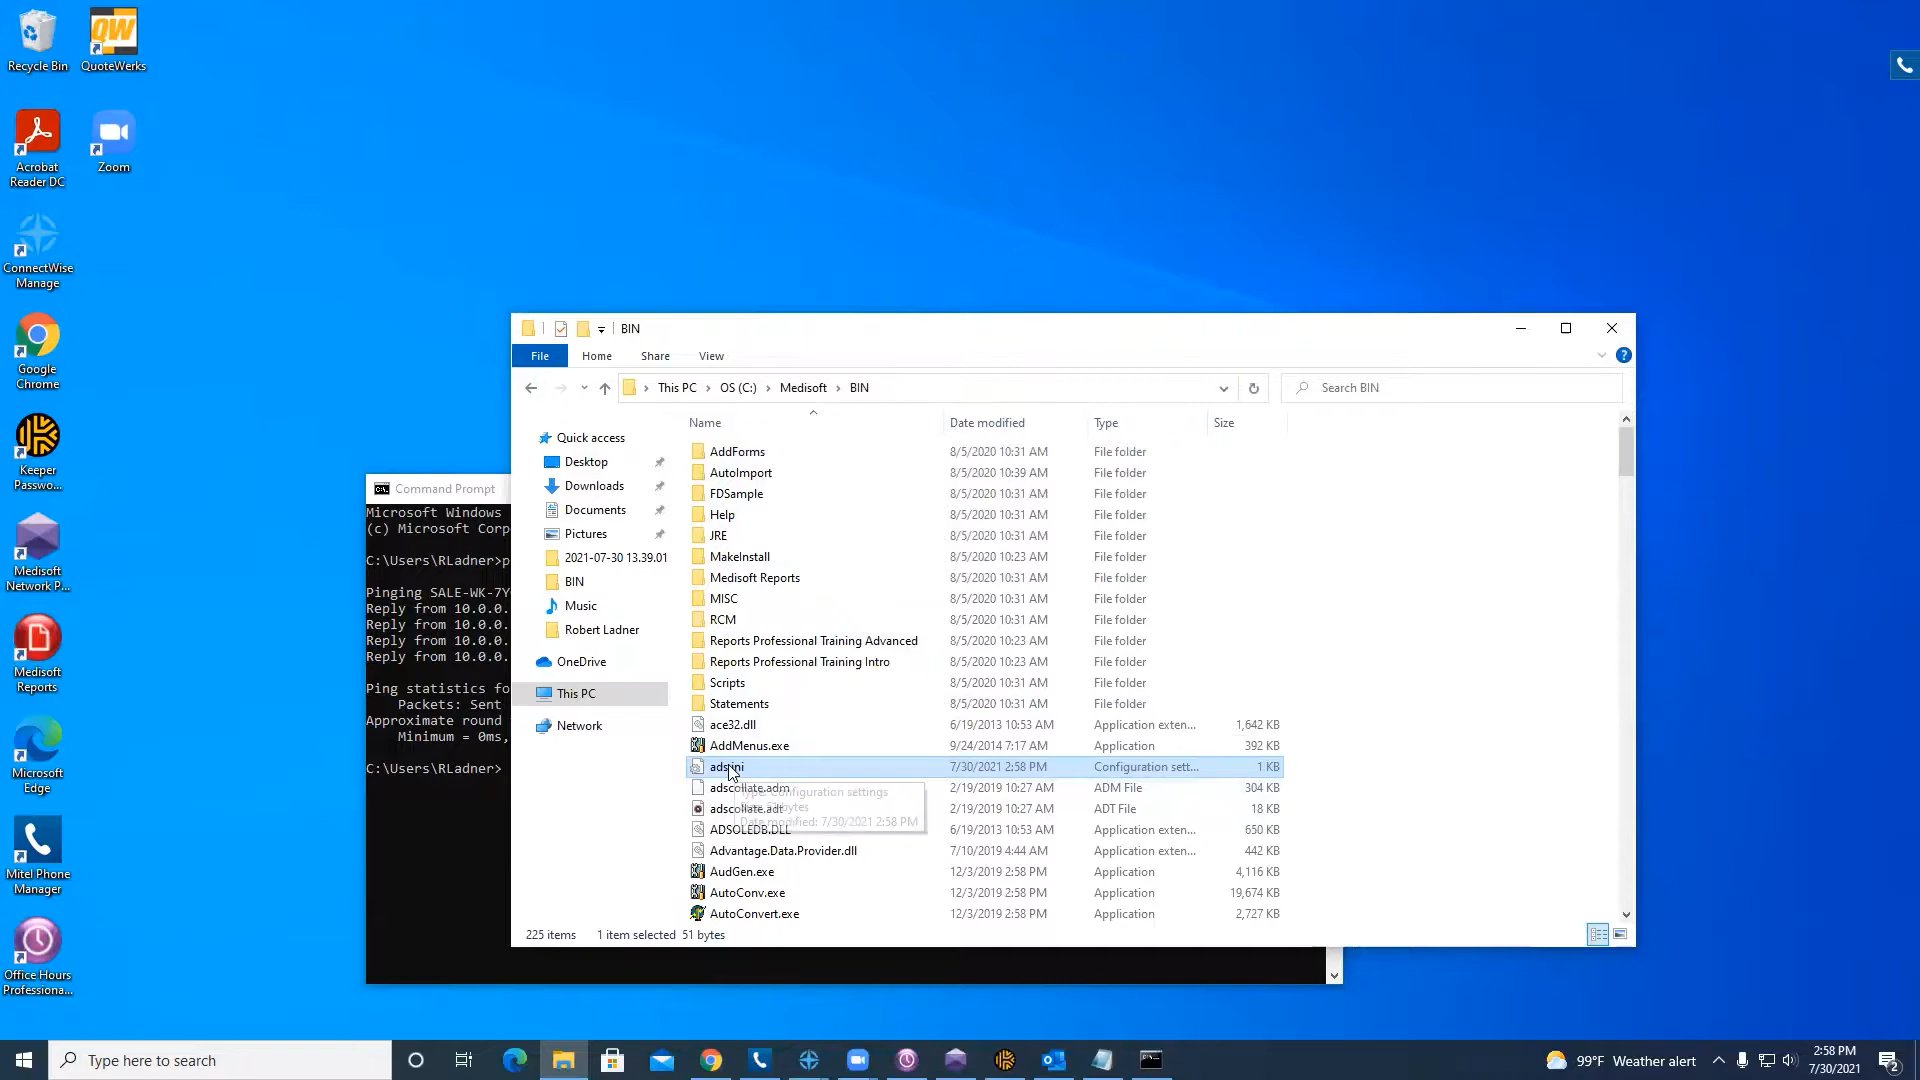 Recycle Bin
QuoteWerks
Acrobat
Reader DC
Zoom
ConnectWise
Manage
Google
Chrome
Keeper
Passwo...
Medisoft
Network P...
Medisoft
Reports
Microsoft
Edge
Mitel Phone
Manager
Office Hours
Professiona...
Command Prompt
Microsoft Windows
(c) Microsoft Corp
C:\Users\RLadner>p
Pinging SALE-WK-7Y
Reply from 10.0.0.
Reply from 10.0.0.
Reply from 10.0.0.
Reply from 10.0.0.
Ping statistics fo
Packets: Sent
Approximate round
Minimum = 0ms,
C:\Users\RLadner>
BIN
File Home Share View
This PC > OS (C:) > Medisoft > BIN
Search BIN
Quick access
Desktop
Downloads
Documents
Pictures
2021-07-30 13.39.01
BIN
Music
Robert Ladner
OneDrive
This PC
Network
Name Date modified Type Size
AddForms 8/5/2020 10:31 AM File folder
AutoImport 8/5/2020 10:39 AM File folder
FDSample 8/5/2020 10:31 AM File folder
Help 8/5/2020 10:31 AM File folder
JRE 8/5/2020 10:31 AM File folder
MakeInstall 8/5/2020 10:23 AM File folder
Medisoft Reports 8/5/2020 10:31 AM File folder
MISC 8/5/2020 10:31 AM File folder
RCM 8/5/2020 10:31 AM File folder
Reports Professional Training Advanced 8/5/2020 10:23 AM File folder
Reports Professional Training Intro 8/5/2020 10:23 AM File folder
Scripts 8/5/2020 10:31 AM File folder
Statements 8/5/2020 10:31 AM File folder
ace32.dll 6/19/2013 10:53 AM Application exten... 1,642 KB
AddMenus.exe 9/24/2014 7:17 AM Application 392 KB
ads.ini 7/30/2021 2:58 PM Configuration sett... 1 KB
adscollate.adm 2/19/2019 10:27 AM ADM File 304 KB
adscollate.adt 2/19/2019 10:27 AM ADT File 18 KB
ADSOLEDB.DLL 6/19/2013 10:53 AM Application exten... 650 KB
Advantage.Data.Provider.dll 7/10/2019 4:44 AM Application exten... 442 KB
AudGen.exe 12/3/2019 2:58 PM Application 4,116 KB
AutoConv.exe 12/3/2019 2:58 PM Application 19,674 KB
AutoConvert.exe 12/3/2019 2:58 PM Application 2,727 KB
Type: Configuration settings
bytes
Date modified: 7/30/2021 2:58 PM
225 items 1 item selected 51 bytes
Type here to search
99°F Weather alert
2:58 PM
7/30/2021
2